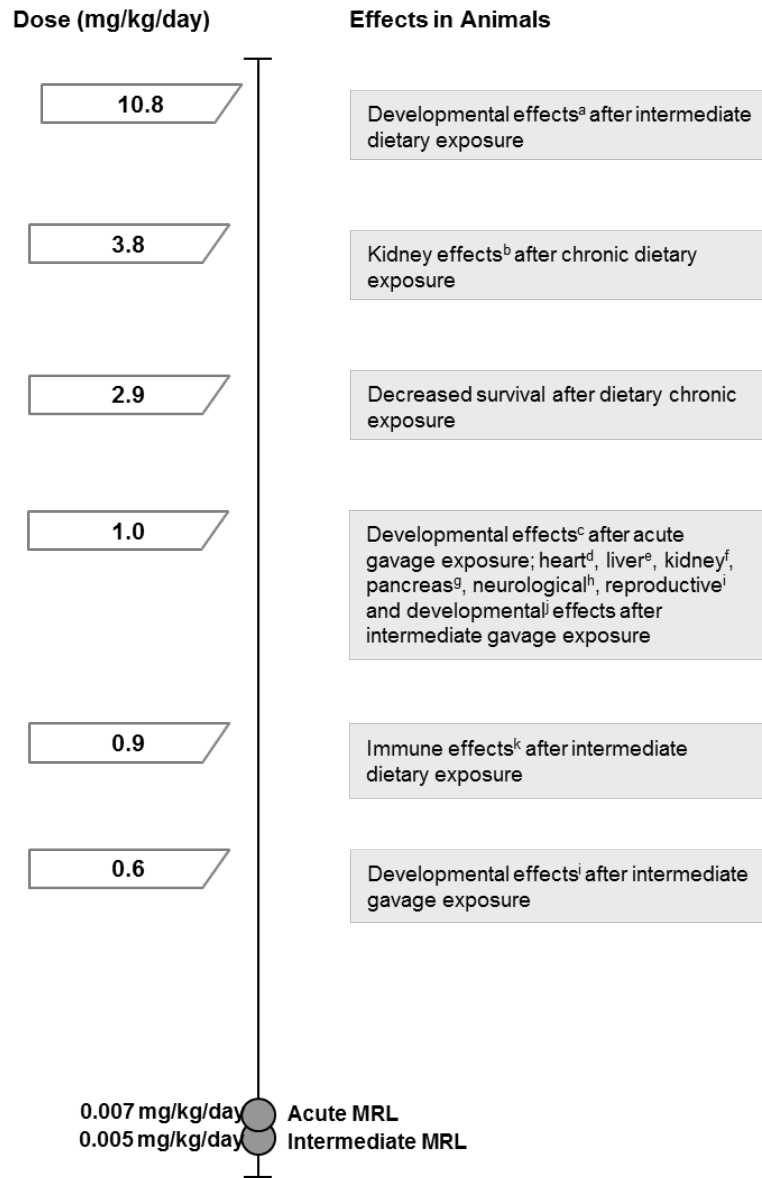 Dose (mg/kg/day) Effects in Animals
10.8
Developmental effectsᵃ after intermediate
dietary exposure
3.8
Kidney effectsᵇ after chronic dietary
exposure
2.9
Decreased survival after dietary chronic
exposure
1.0
Developmental effectsᶜ after acute
gavage exposure; heartᵈ, liverᵉ, kidneyᶠ,
pancreasᵍ, neurologicalʰ, reproductiveⁱ
and developmentalʲ effects after
intermediate gavage exposure
0.9
Immune effectsᵏ after intermediate
dietary exposure
0.6
Developmental effectsʲ after intermediate
gavage exposure
0.007 mg/kg/day Acute MRL
0.005 mg/kg/day Intermediate MRL